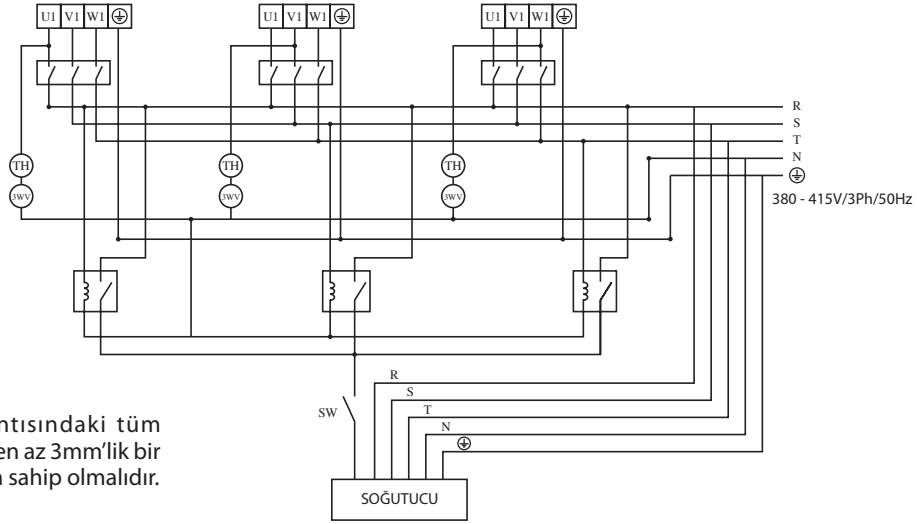 U1 V1 W1 U1 V1 W1 U1 V1 W1
R
S
T
N
TH TH TH
3WV 3WV 3WV
380 - 415V/3Ph/50Hz
R
S
T
N
SW
SOĞUTUCU
ntısındaki tüm
en az 3mm'lik bir
sahip olmalıdır.